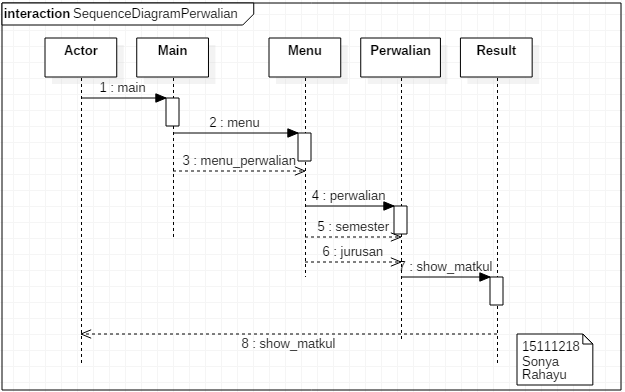 interaction SequenceDiagramPerwalian
Actor
Main
Menu
Perwalian
Result
1 : main
2 : menu
3 : menu_perwalian
4 : perwalian
5 : semester
6 : jurusan
: show_matkul
8 : show_matkul
15111218
Sonya
Rahayu